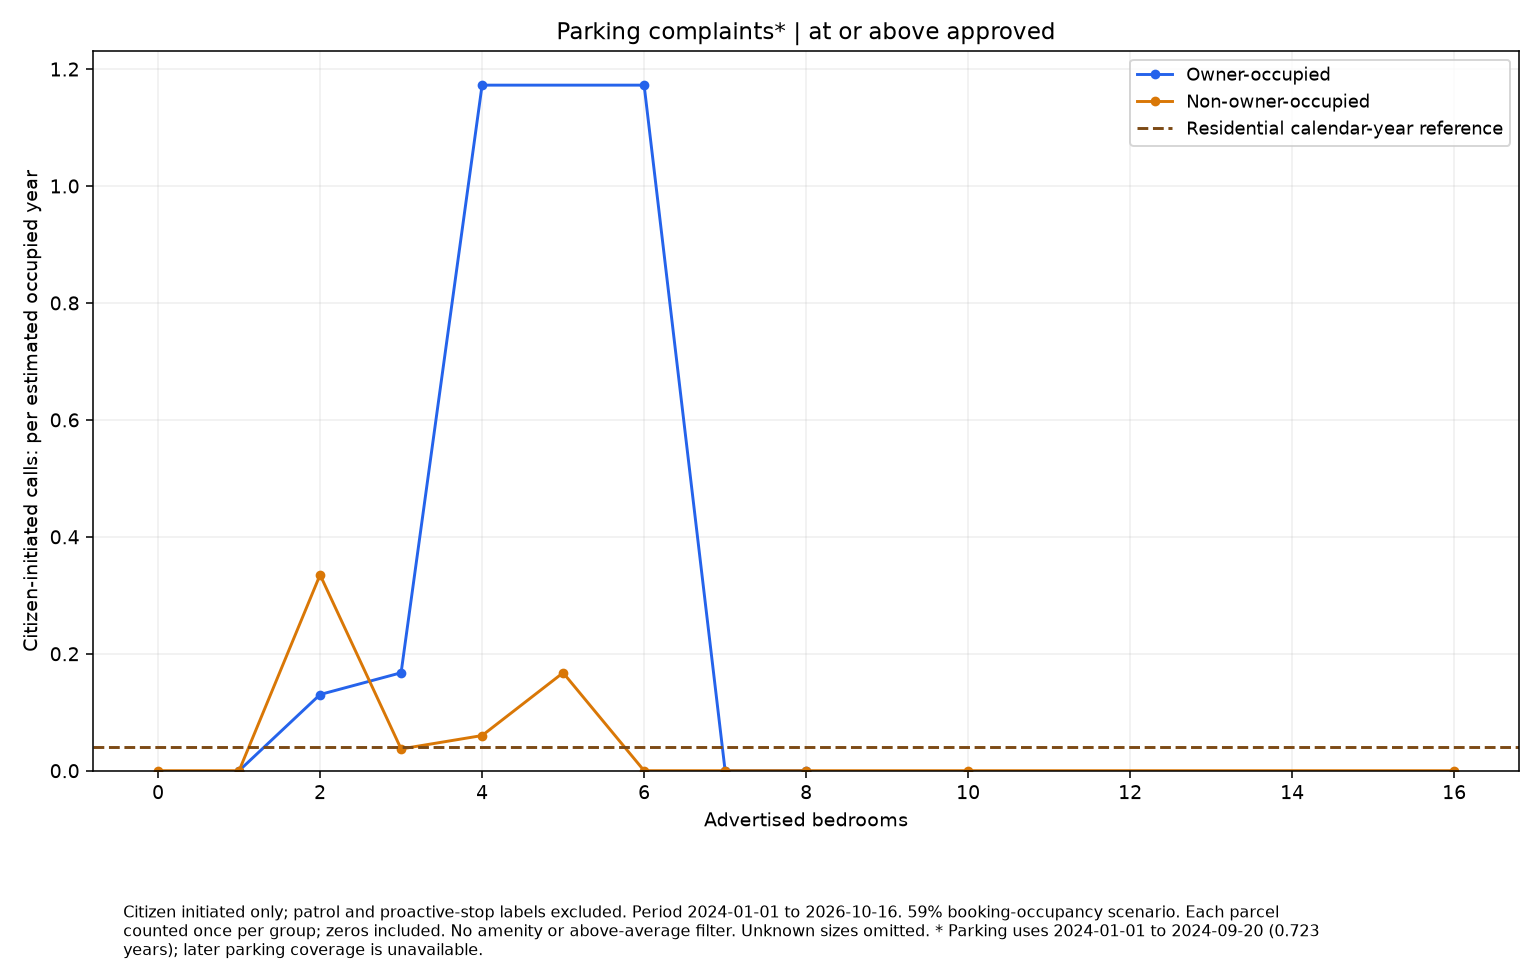 Parking complaints* | at or above approved
Owner-occupied
Non-owner-occupied
Residential calendar-year reference
Citizen-initiated calls: per estimated occupied year
1.2
1.0
0.8
0.6
0.4
0.2
0.0
0 2 4 6 8 10 12 14 16
Advertised bedrooms
Citizen initiated only; patrol and proactive-stop labels excluded. Period 2024-01-01 to 2026-10-16. 59% booking-occupancy scenario. Each parcel
counted once per group; zeros included. No amenity or above-average filter. Unknown sizes omitted. * Parking uses 2024-01-01 to 2024-09-20 (0.723
years); later parking coverage is unavailable.